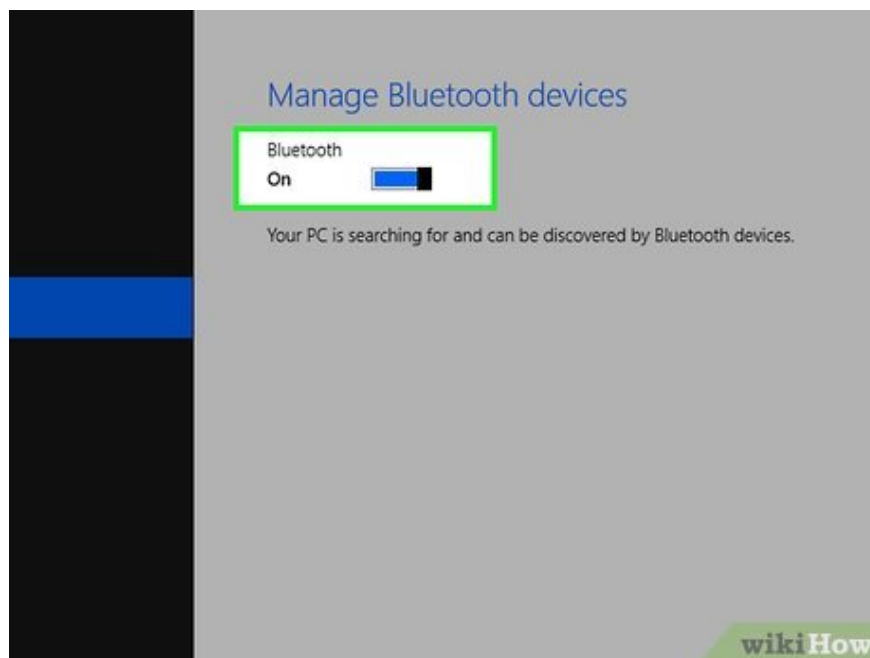 Manage Bluetooth devices
Bluetooth
On
Your PC is searching for and can be discovered by Bluetooth devices.
wikiHow